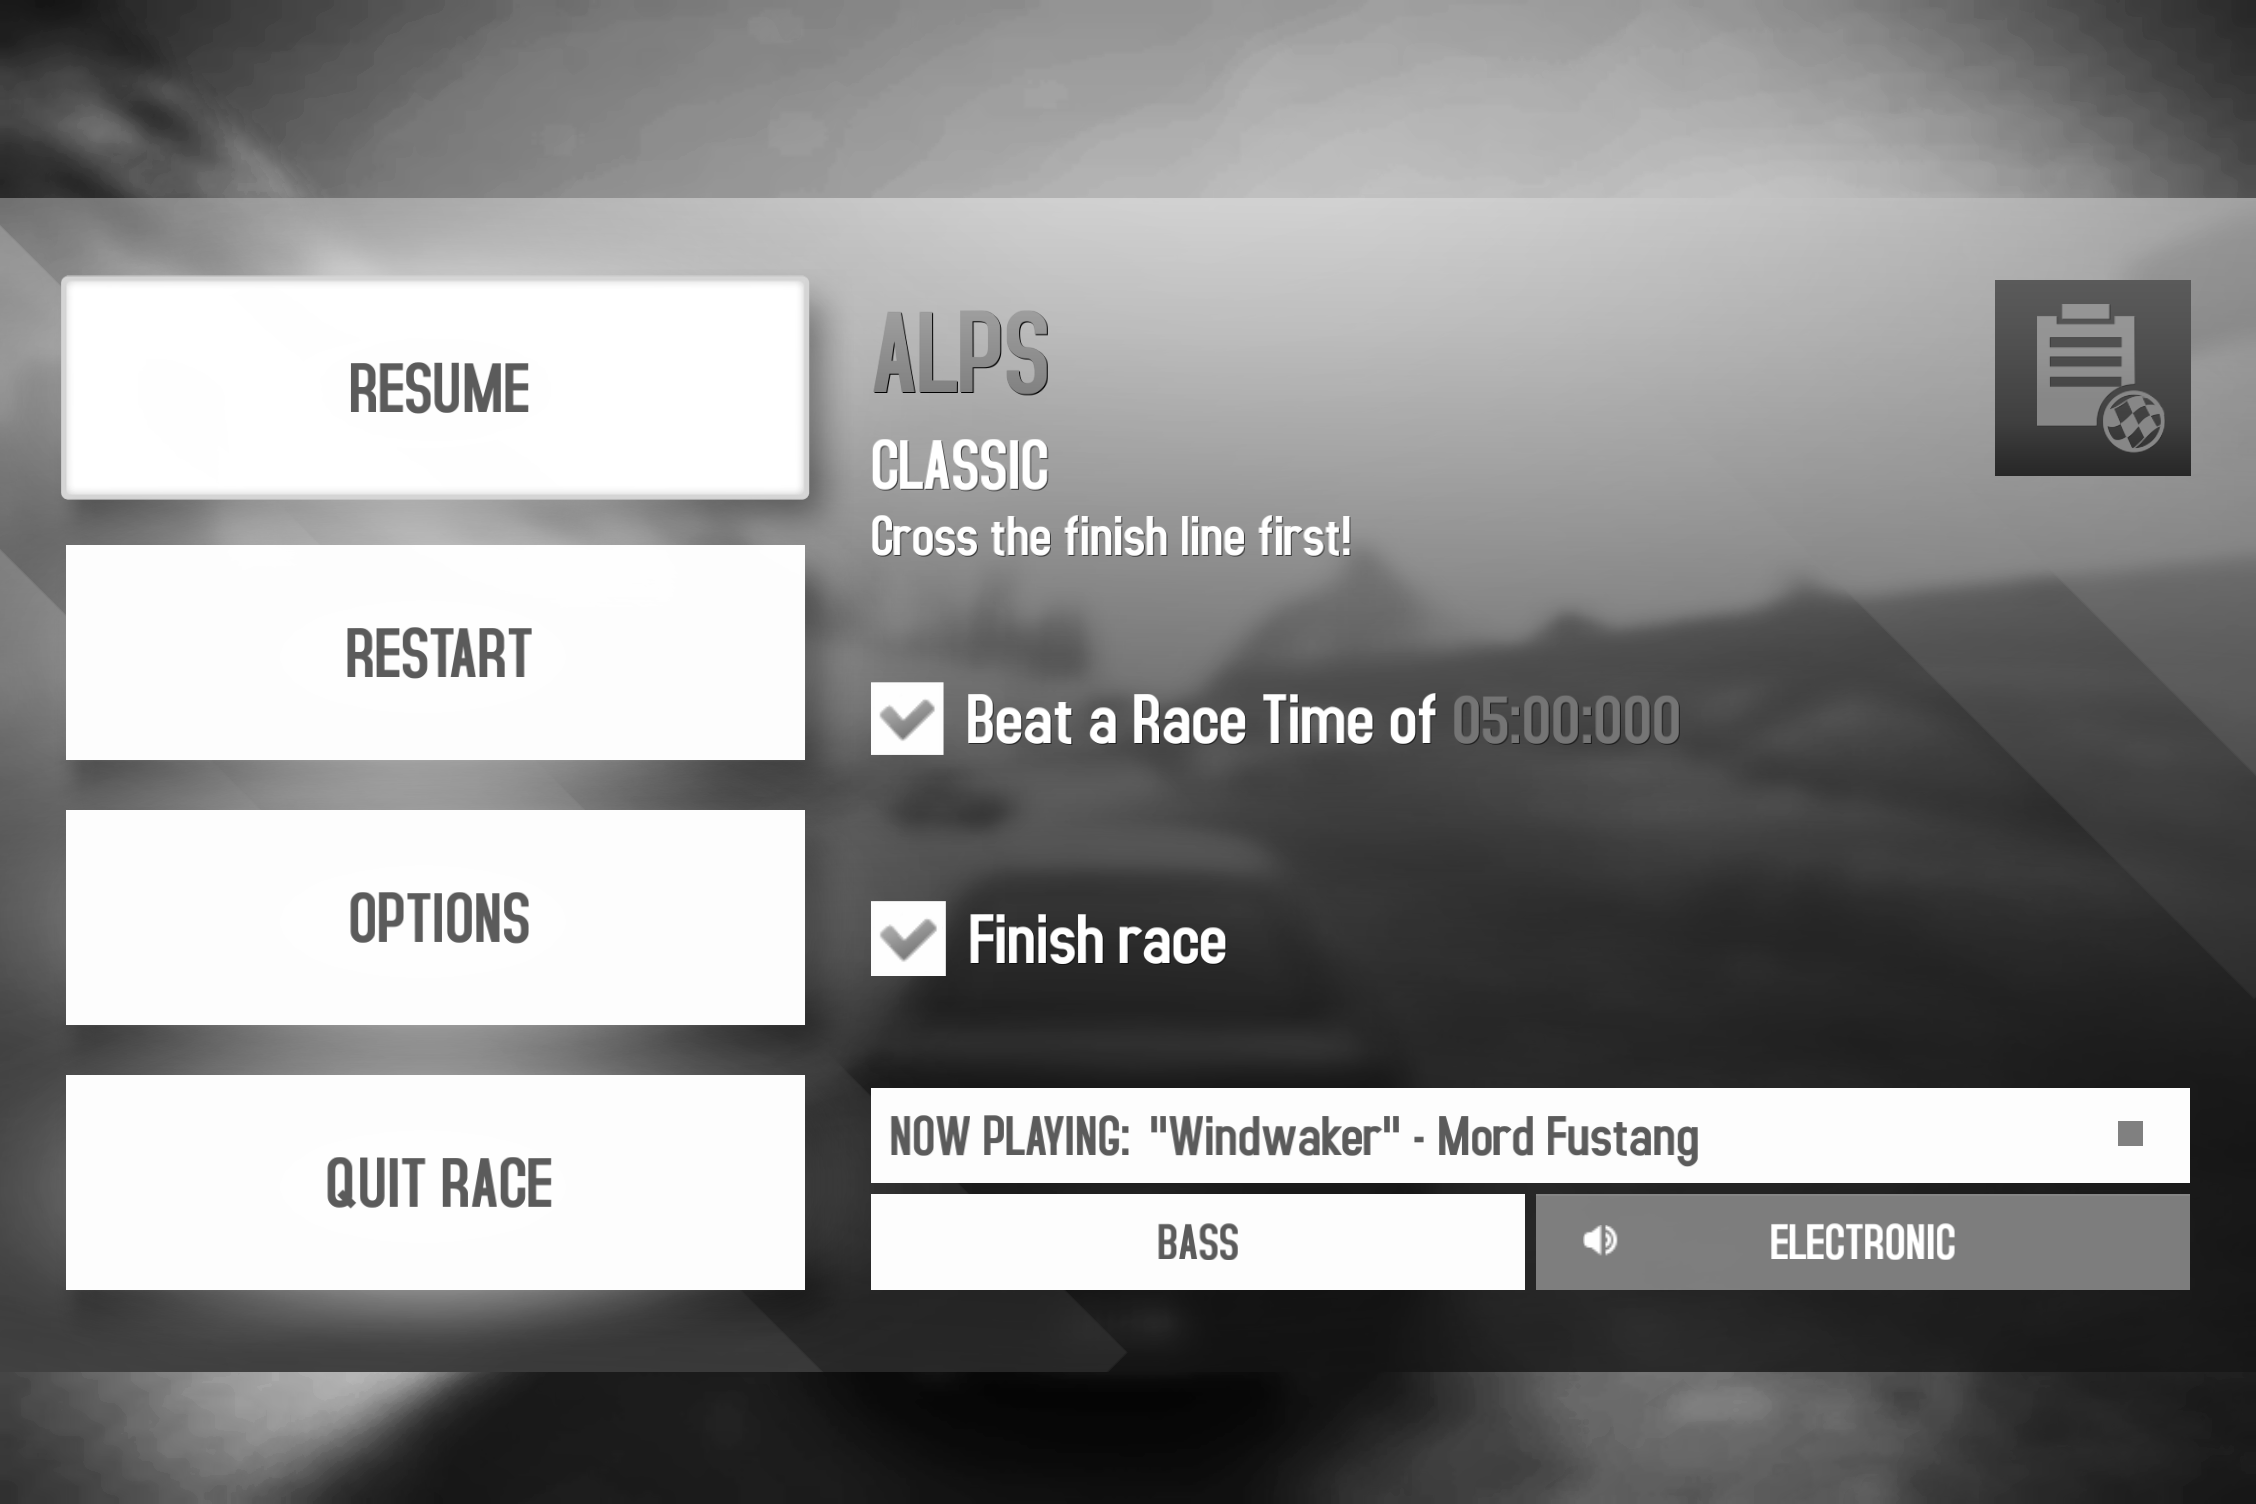 RESUME
RESTART
OPTIONS
QUIT RACE
ALPS
CLASSIC
Cross the finish line first!
Beat a Race Time of 05:00:000
Finish race
NOW PLAYING: "Windwaker" - Mord Fustang
BASS
ELECTRONIC